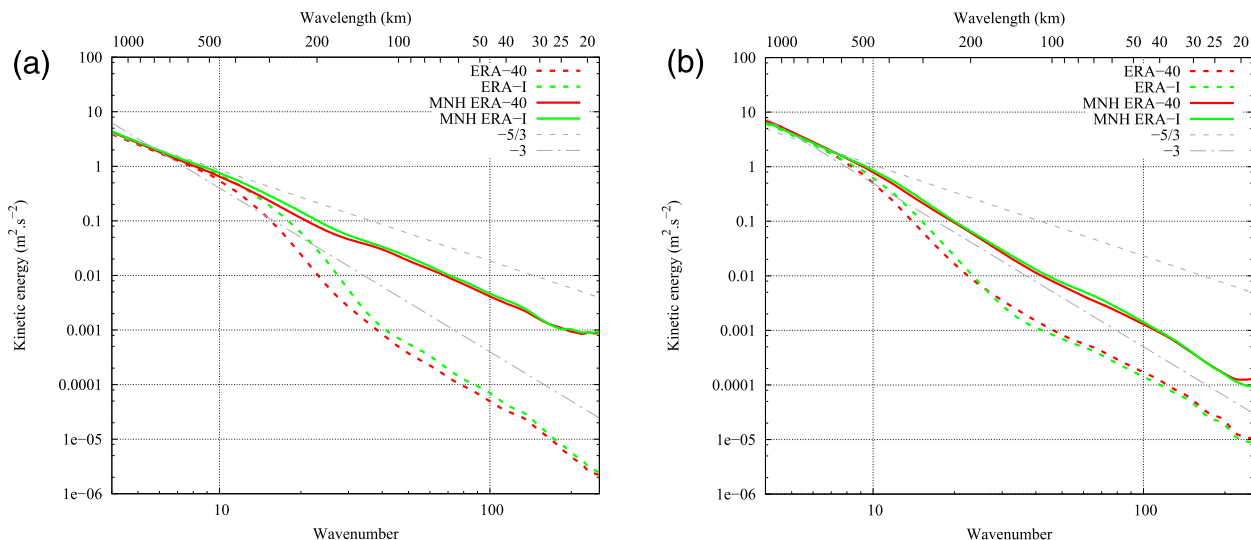 (a)
Wavelength (km)
1000 500 200 100 50 40 30 25 20
100
10
1
0.1
0.01
0.001
0.0001
1e−05
1e−06
Kinetic energy (m².s⁻²)
ERA−40
ERA−I
MNH ERA−40
MNH ERA−I
−5/3
−3
10 100
Wavenumber
(b)
Wavelength (km)
1000 500 200 100 50 40 30 25 20
100
10
1
0.1
0.01
0.001
0.0001
1e−05
1e−06
Kinetic energy (m².s⁻²)
ERA−40
ERA−I
MNH ERA−40
MNH ERA−I
−5/3
−3
10 100
Wavenumber